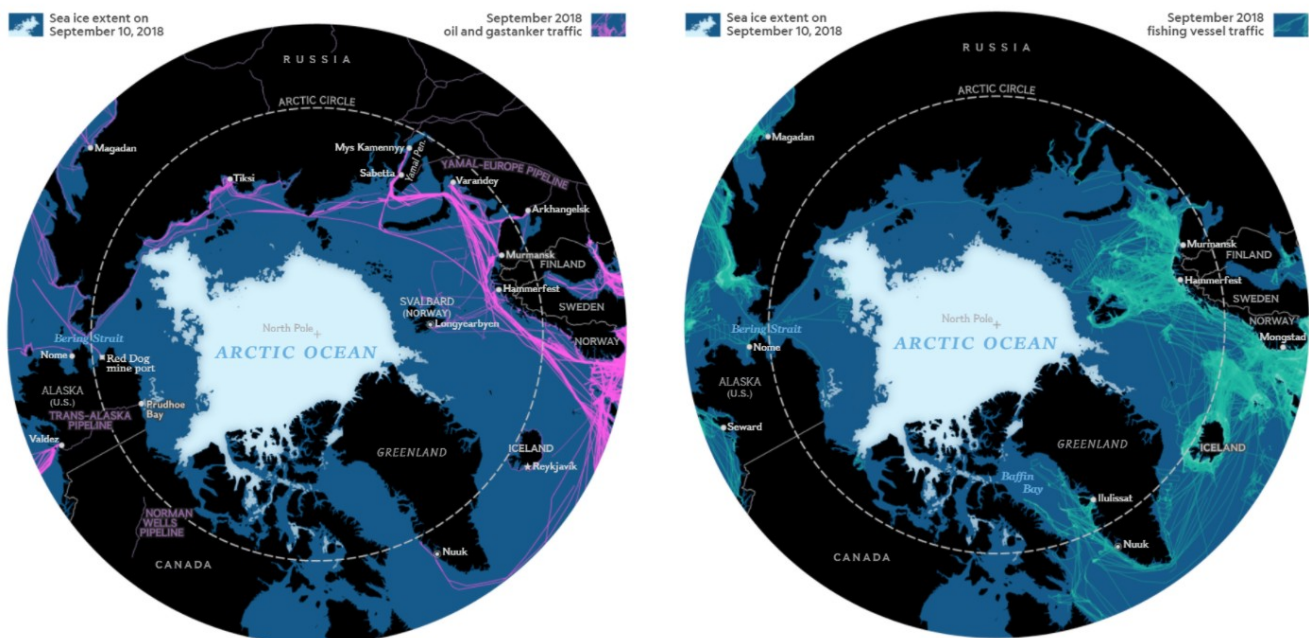 Sea ice extent on
September 10, 2018
September 2018
oil and gastanker traffic
RUSSIA
ARCTIC CIRCLE
Magadan
Mys Kamennyy
Yamal Pen.
Sabetta
YAMAL-EUROPE PIPELINE
Tiksi
Varandey
Arkhangelsk
Murmansk
FINLAND
Hammerfest
SWEDEN
SVALBARD
(NORWAY)
Longyearbyen
NORWAY
North Pole
ARCTIC OCEAN
Bering Strait
Nome
Red Dog
mine port
ALASKA
(U.S.)
Prudhoe
Bay
TRANS-ALASKA
PIPELINE
Valdez
GREENLAND
ICELAND
Reykjavík
NORMAN
WELLS
PIPELINE
Nuuk
CANADA
Sea ice extent on
September 10, 2018
September 2018
fishing vessel traffic
RUSSIA
ARCTIC CIRCLE
Magadan
Murmansk
FINLAND
Hammerfest
SWEDEN
NORWAY
Mongstad
North Pole
ARCTIC OCEAN
Bering Strait
Nome
ALASKA
(U.S.)
Seward
GREENLAND
ICELAND
Baffin
Bay
Ilulissat
Nuuk
CANADA